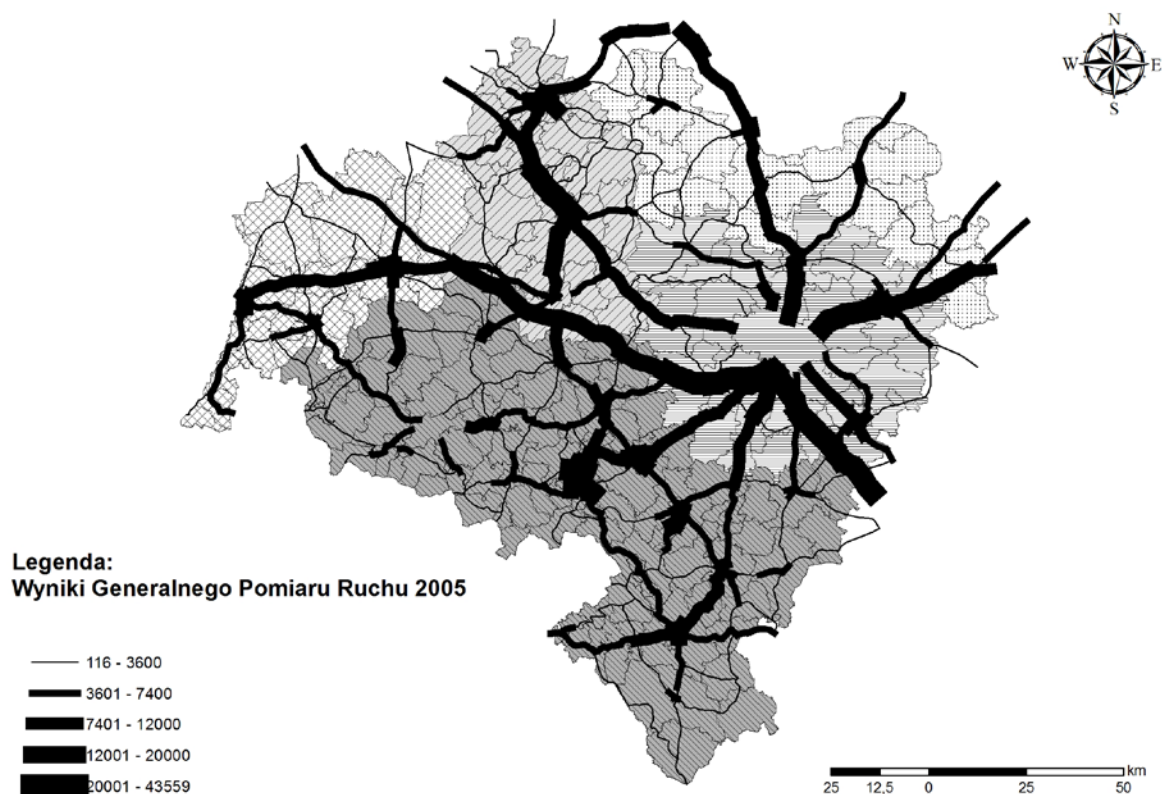 N
W E
S
Legenda:
Wyniki Generalnego Pomiaru Ruchu 2005
116 - 3600
3601 - 7400
7401 - 12000
12001 - 20000
20001 - 43559
km
25 12,5 0 25 50